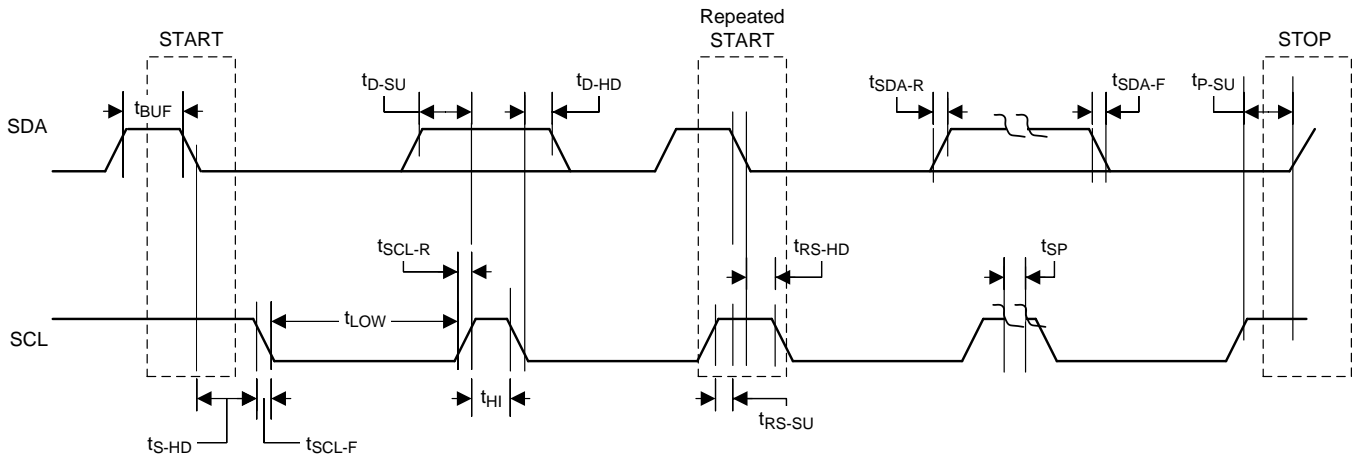 Repeated
START
START
STOP
tD-SU
tD-HD
tSDA-R
tSDA-F
tP-SU
tBUF
SDA
tSCL-R
tRS-HD
tSP
tLOW
SCL
tHI
tRS-SU
tS-HD
tSCL-F